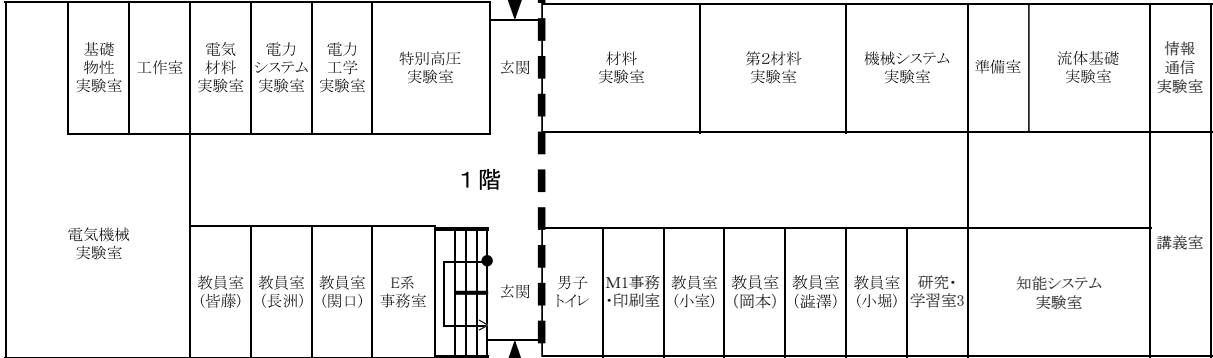 基礎
物性
実験室
工作室
電気
材料
実験室
電力
システム
実験室
電力
工学
実験室
特別高圧
実験室
玄関
材料
実験室
第2材料
実験室
機械システム
実験室
準備室
流体基礎
実験室
情報
通信
実験室
1階
電気機械
実験室
教員室
(皆藤)
教員室
(長洲)
教員室
(関口)
E系
事務室
玄関
男子
トイレ
M1事務
・印刷室
教員室
(小室)
教員室
(岡本)
教員室
(澁澤)
教員室
(小堀)
研究・
学習室3
知能システム
実験室
講義室